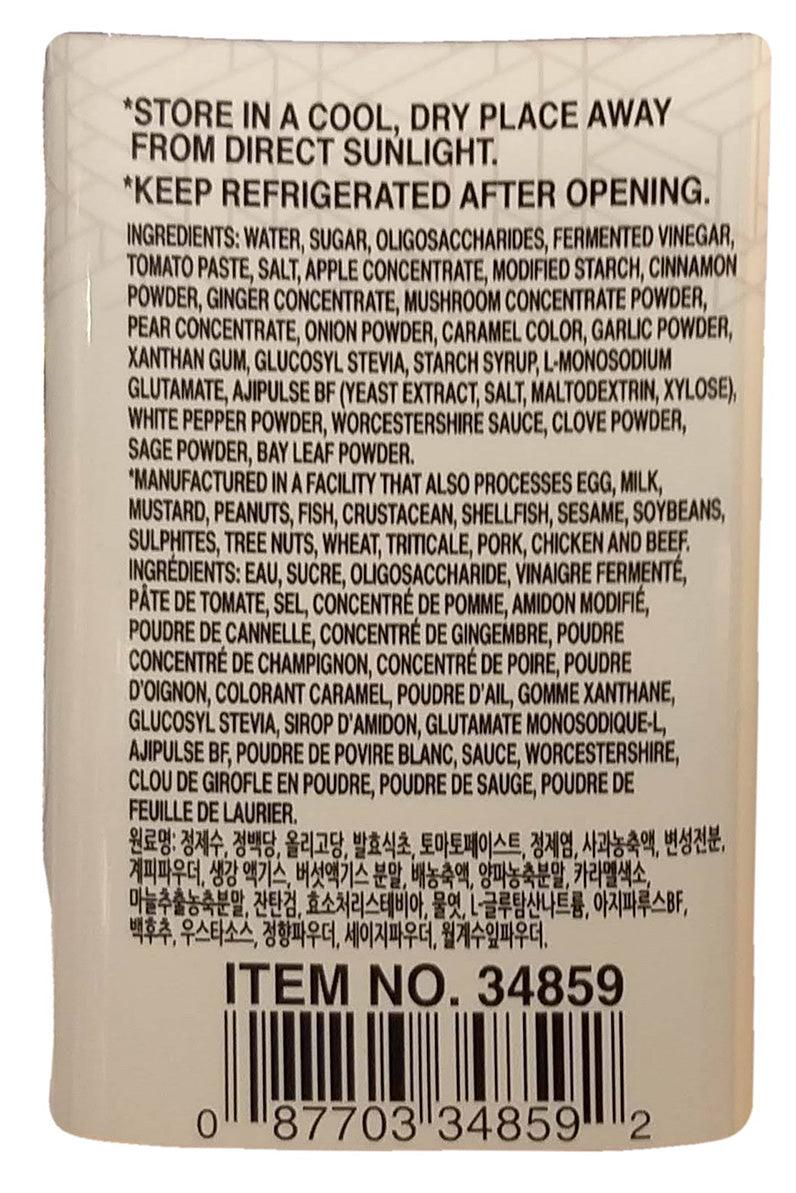 *STORE IN A COOL, DRY PLACE AWAY
FROM DIRECT SUNLIGHT.
*KEEP REFRIGERATED AFTER OPENING.
INGREDIENTS: WATER, SUGAR, OLIGOSACCHARIDES, FERMENTED VINEGAR,
TOMATO PASTE, SALT, APPLE CONCENTRATE, MODIFIED STARCH, CINNAMON
POWDER, GINGER CONCENTRATE, MUSHROOM CONCENTRATE POWDER,
PEAR CONCENTRATE, ONION POWDER, CARAMEL COLOR, GARLIC POWDER,
XANTHAN GUM, GLUCOSYL STEVIA, STARCH SYRUP, L-MONOSODIUM
GLUTAMATE, AJIPULSE BF (YEAST EXTRACT, SALT, MALTODEXTRIN, XYLOSE),
WHITE PEPPER POWDER, WORCESTERSHIRE SAUCE, CLOVE POWDER,
SAGE POWDER, BAY LEAF POWDER.
*MANUFACTURED IN A FACILITY THAT ALSO PROCESSES EGG, MILK,
MUSTARD, PEANUTS, FISH, CRUSTACEAN, SHELLFISH, SESAME, SOYBEANS,
SULPHITES, TREE NUTS, WHEAT, TRITICALE, PORK, CHICKEN AND BEEF.
INGRÉDIENTS: EAU, SUCRE, OLIGOSACCHARIDE, VINAIGRE FERMENTÉ,
PÂTE DE TOMATE, SEL, CONCENTRÉ DE POMME, AMIDON MODIFIÉ,
POUDRE DE CANNELLE, CONCENTRÉ DE GINGEMBRE, POUDRE
CONCENTRÉ DE CHAMPIGNON, CONCENTRÉ DE POIRE, POUDRE
D'OIGNON, COLORANT CARAMEL, POUDRE D'AIL, GOMME XANTHANE,
GLUCOSYL STEVIA, SIROP D'AMIDON, GLUTAMATE MONOSODIQUE-L,
AJIPULSE BF, POUDRE DE POVIRE BLANC, SAUCE, WORCESTERSHIRE,
CLOU DE GIROFLE EN POUDRE, POUDRE DE SAUGE, POUDRE DE
FEUILLE DE LAURIER.
원료명: 정제수, 정백당, 올리고당, 발효식초, 토마토페이스트, 정제염, 사과농축액, 변성전분,
계피파우더, 생강 액기스, 버섯액기스 분말, 배농축액, 양파농축분말, 카라멜색소,
마늘추출농축분말, 잔탄검, 효소처리스테비아, 물엿, L-글루탐산나트륨, 아지파루스BF,
백후추, 우스타소스, 정향파우더, 세이지파우더, 월계수잎파우더.
ITEM NO. 34859
0 87703 34859 2